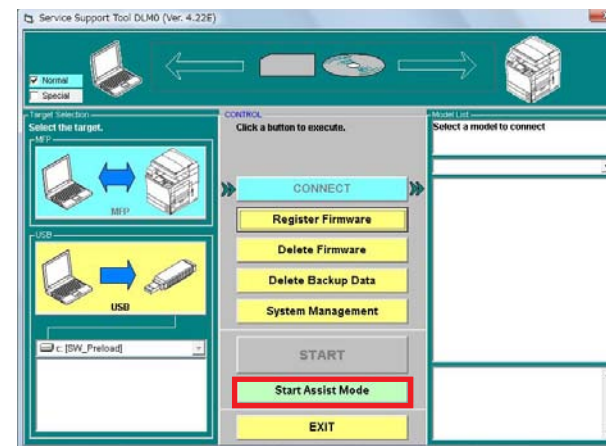 Service Support Tool DLM0 (Ver. 4.22E)
Normal
Special
Target Selection
Select the target.
MFP
MFP
USB
USB
c: [SW_Preload]
CONTROL
Click a button to execute.
CONNECT
Register Firmware
Delete Firmware
Delete Backup Data
System Management
START
Start Assist Mode
EXIT
Model List
Select a model to connect